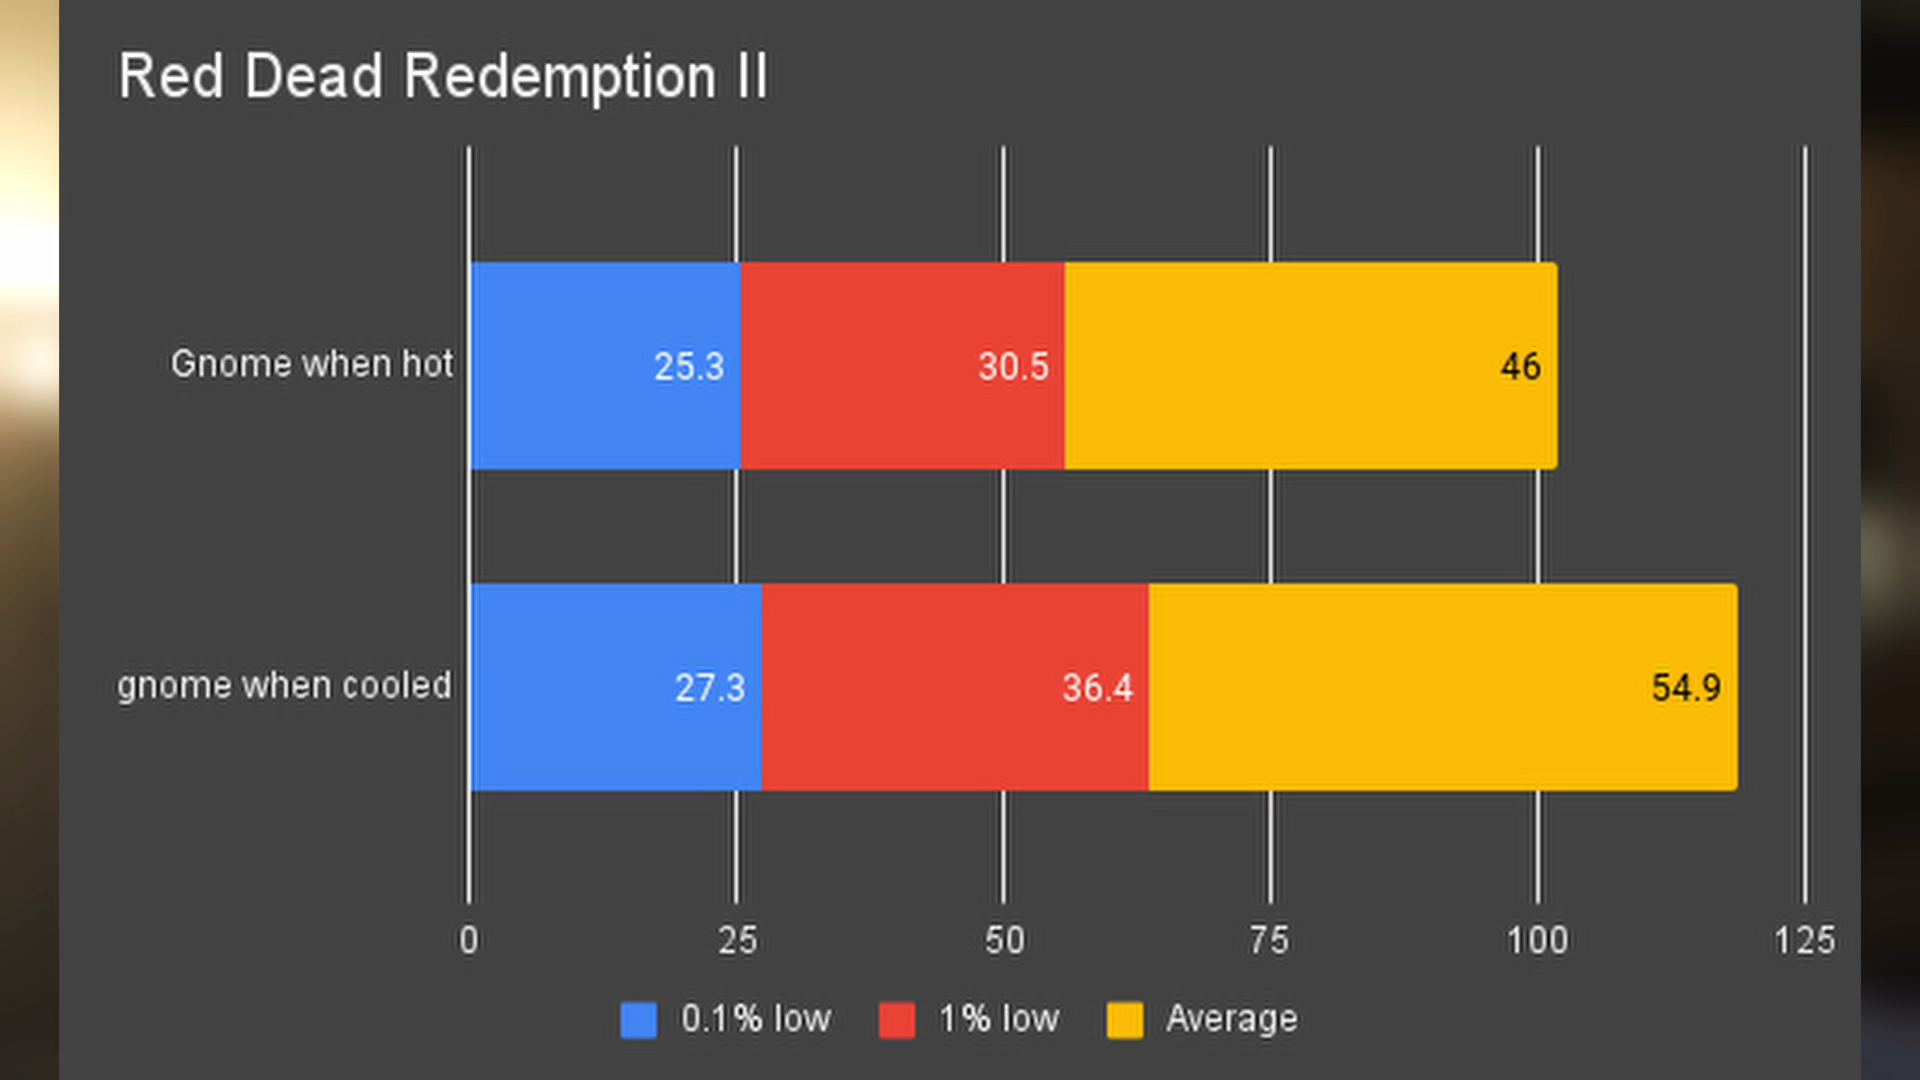 Red Dead Redemption II
Gnome when hot
25.3
30.5
46
gnome when cooled
27.3
36.4
54.9
0
25
50
75
100
125
0.1% low
1% low
Average